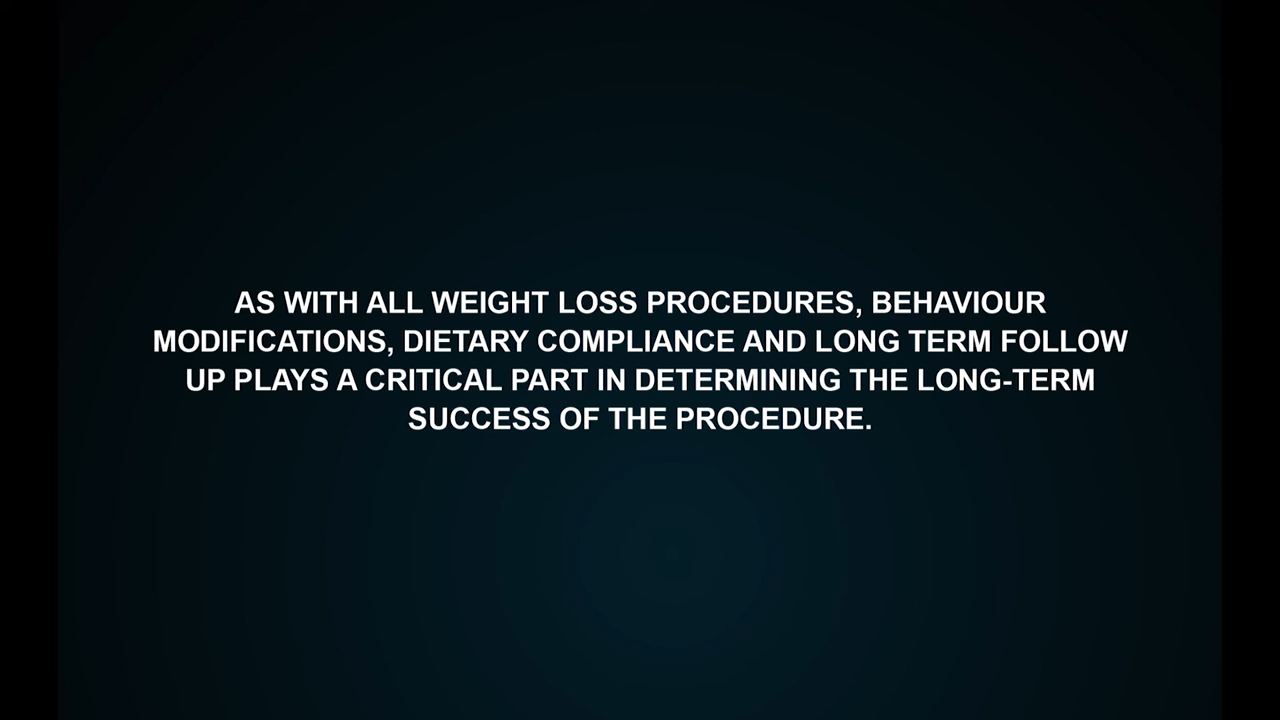 AS WITH ALL WEIGHT LOSS PROCEDURES, BEHAVIOUR
MODIFICATIONS, DIETARY COMPLIANCE AND LONG TERM FOLLOW
UP PLAYS A CRITICAL PART IN DETERMINING THE LONG-TERM
SUCCESS OF THE PROCEDURE.